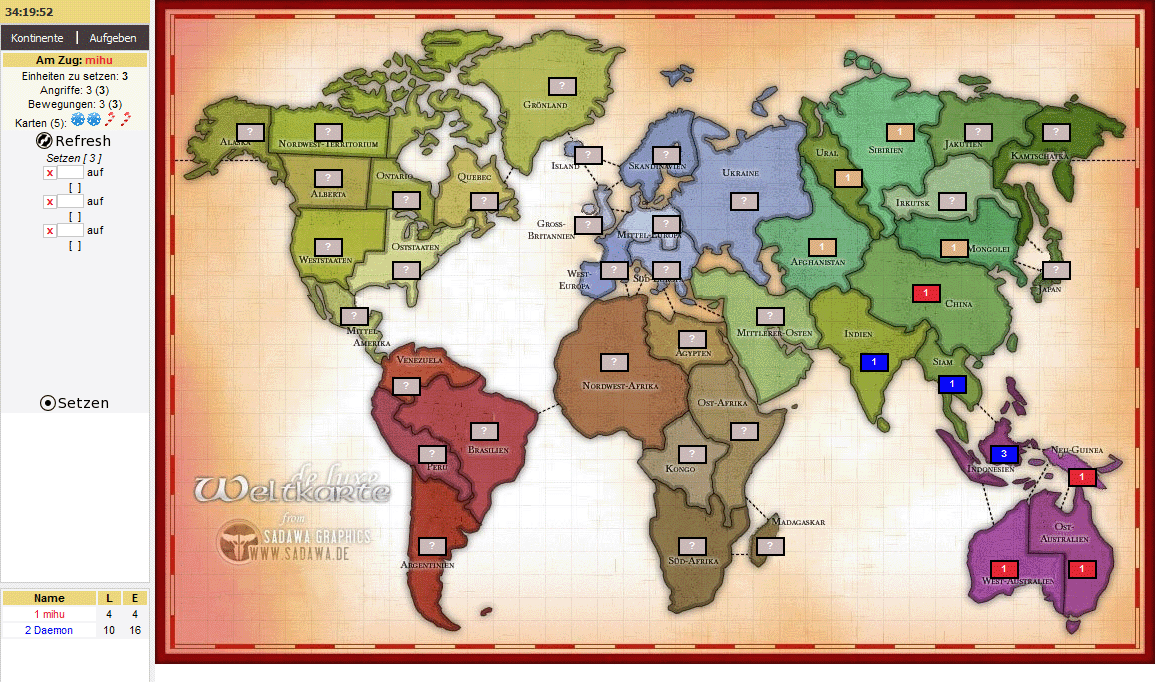 34:19:52
Kontinente | Aufgeben
Am Zug: mihu
Einheiten zu setzen: 3
Angriffe: 3 (3)
Bewegungen: 3 (3)
Karten (5):
Refresh
Setzen [ 3 ]
x auf
[ ]
x auf
[ ]
x auf
[ ]
Setzen
Name L E
1 mihu 4 4
2 Daemon 10 16
Grönland
?
Alaska
?
Nordwest-Territorium
?
Alberta
?
Ontario
?
Quebec
?
Weststaaten
?
Oststaaten
?
Mittel-
Amerika
?
Venezuela
?
Brasilien
?
Peru
?
Argentinien
?
Island
?
Skandinavien
?
Ukraine
?
Gross-
Britannien
?
Mittel-Europa
?
West-
Europa
?
Süd-Europa
?
Ural
1
Sibirien
1
Jakutien
?
Kamtschatka
?
Irkutsk
?
Mongolei
1
Japan
?
Afghanistan
1
China
1
Mittlerer-Osten
?
Indien
1
Siam
1
Indonesien
3
Neu-Guinea
1
West-Australien
1
Ost-
Australien
1
Nordwest-Afrika
?
Ägypten
?
Ost-Afrika
?
Kongo
?
Süd-Afrika
?
Madagaskar
?
de luxe
Weltkarte
from
SADAWA GRAPHICS
WWW.SADAWA.DE